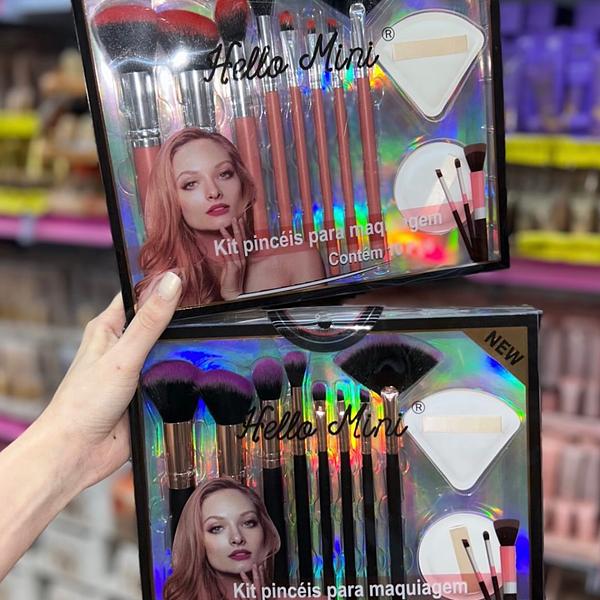 Hello Mini®
Kit pincéis para maquiagem
Contém
NEW
Hello Mini®
Kit pincéis para maquiagem